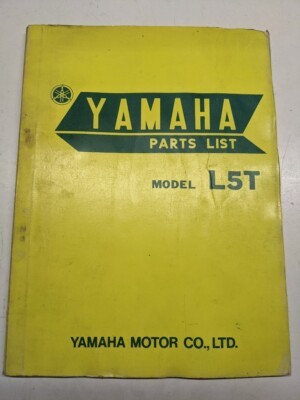 YAMAHA
PARTS LIST
MODEL L5T
YAMAHA MOTOR CO., LTD.